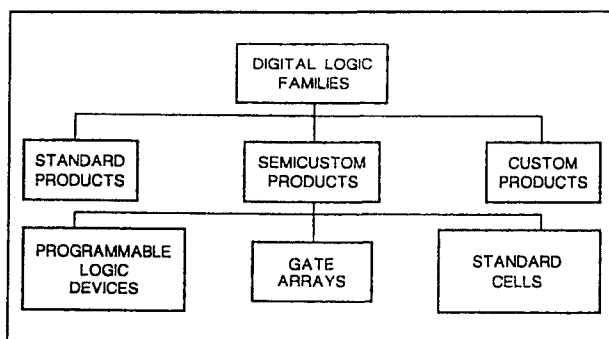 DIGITAL LOGIC
FAMILIES
STANDARD
PRODUCTS
SEMICUSTOM
PRODUCTS
CUSTOM
PRODUCTS
PROGRAMMABLE
LOGIC
DEVICES
GATE
ARRAYS
STANDARD
CELLS